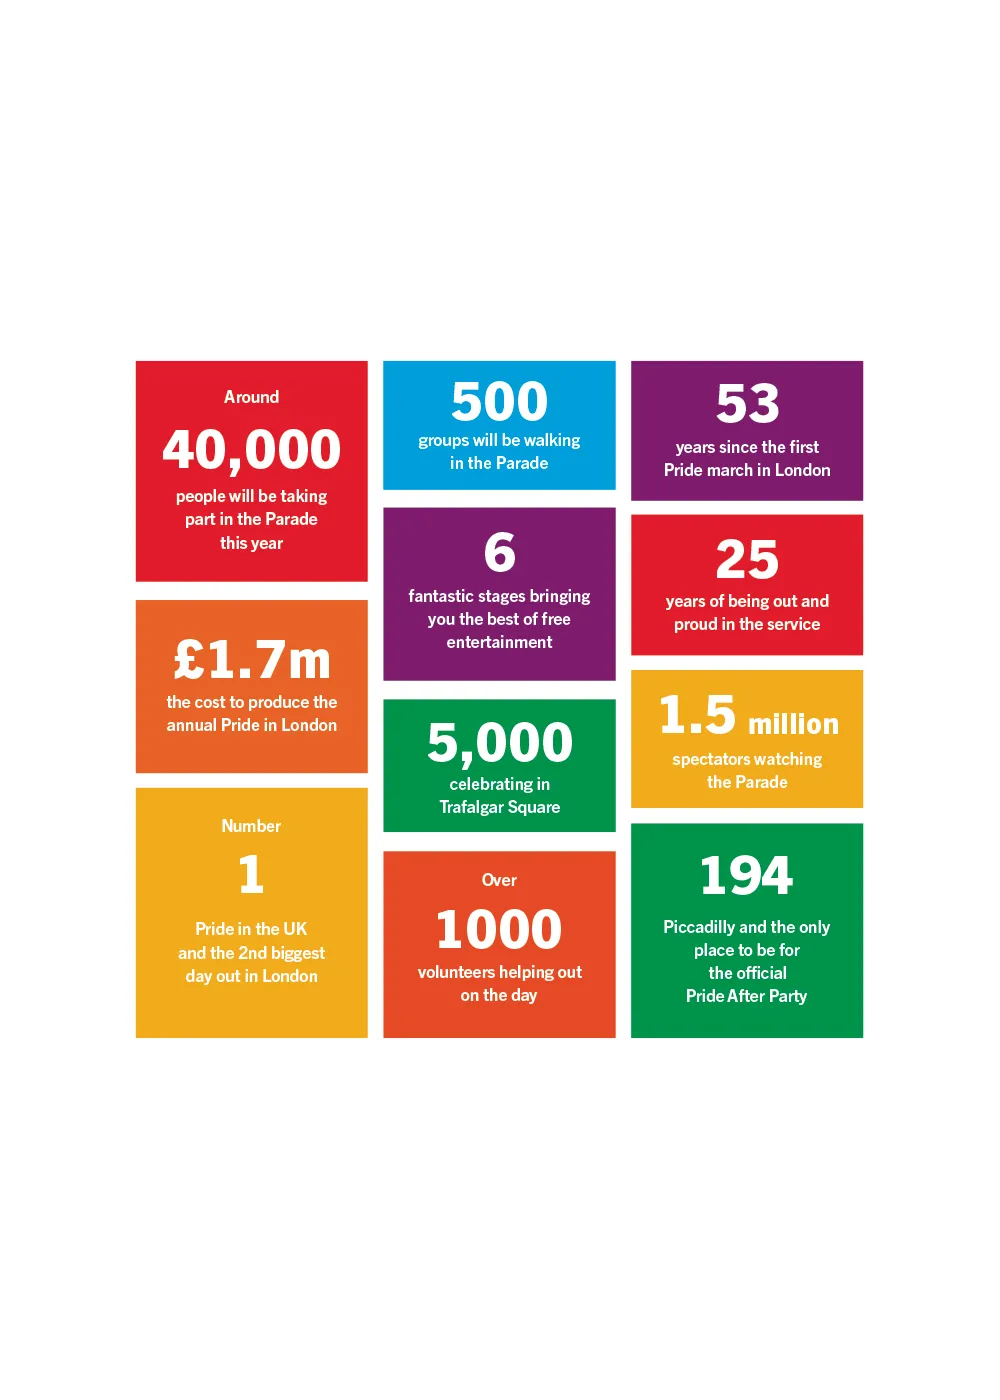 Around
40,000
people will be taking
part in the Parade
this year
£1.7m
the cost to produce the
annual Pride in London
Number
1
Pride in the UK
and the 2nd biggest
day out in London
500
groups will be walking
in the Parade
6
fantastic stages bringing
you the best of free
entertainment
5,000
celebrating in
Trafalgar Square
Over
1000
volunteers helping out
on the day
53
years since the first
Pride march in London
25
years of being out and
proud in the service
1.5 million
spectators watching
the Parade
194
Piccadilly and the only
place to be for
the official
Pride After Party